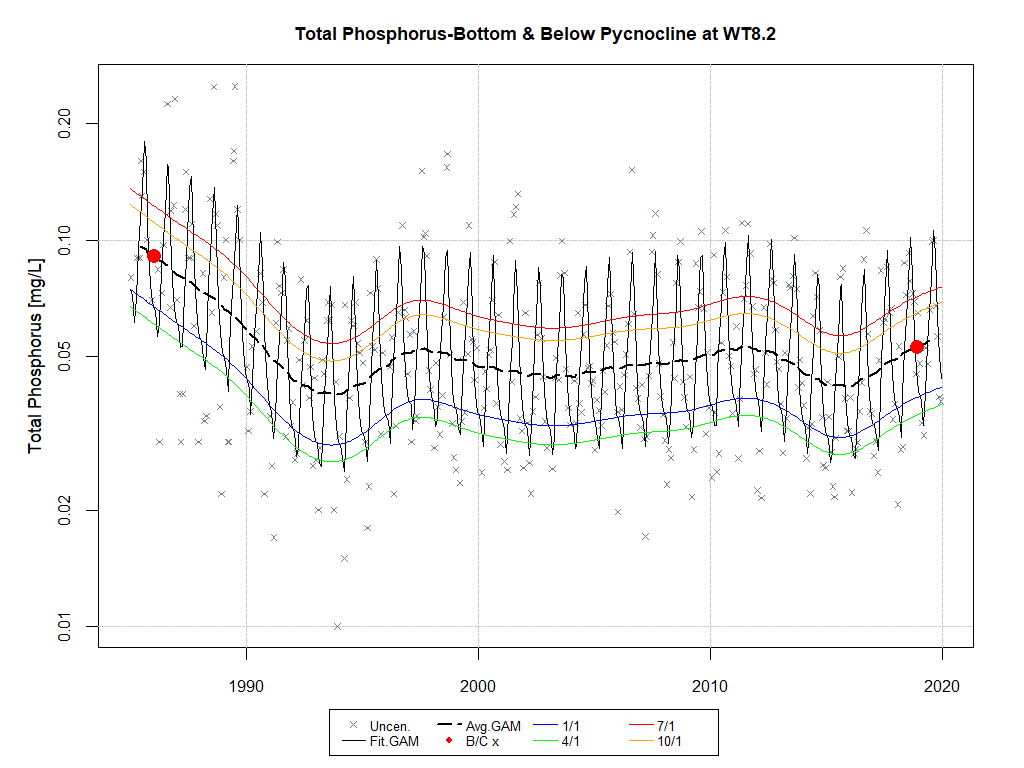 Total Phosphorus-Bottom & Below Pycnocline at WT8.2
Total Phosphorus [mg/L]
0.20
0.10
0.05
0.02
0.01
1990 2000 2010 2020
Uncen. Avg.GAM 1/1 7/1
Fit.GAM B/C x 4/1 10/1